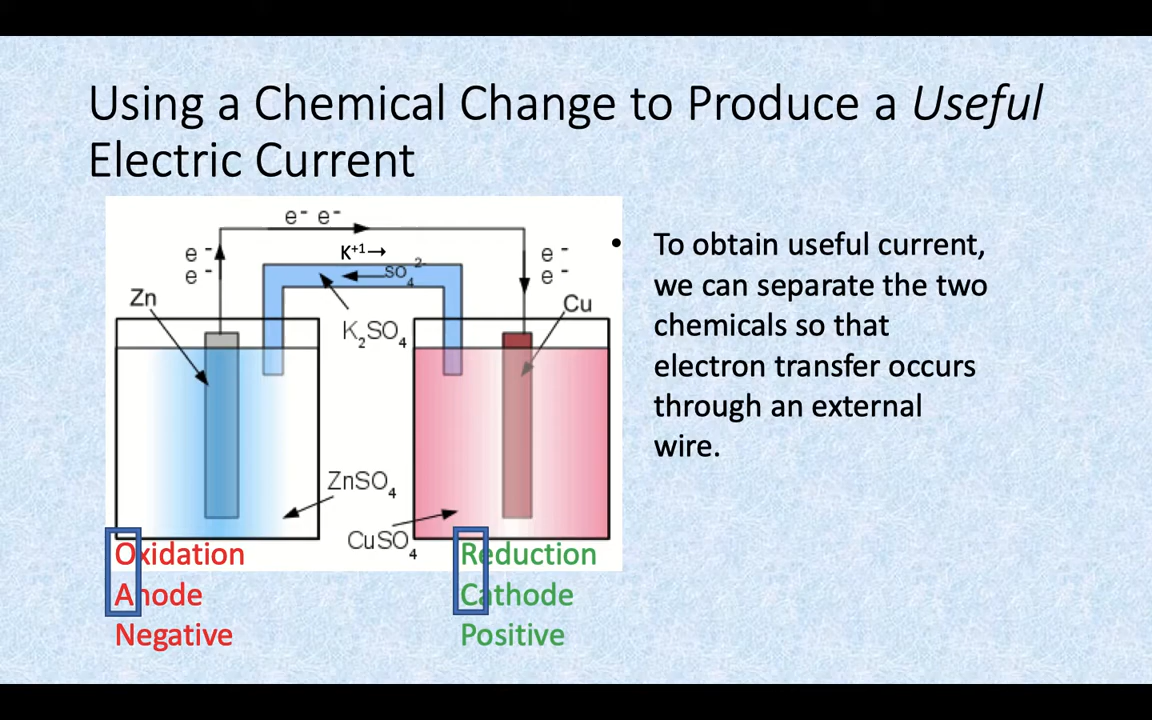 Using a Chemical Change to Produce a Useful
Electric Current
e⁻ e⁻
e⁻
e⁻
K⁺¹→
SO₄²⁻
e⁻
e⁻
Zn
Cu
K₂SO₄
• To obtain useful current,
we can separate the two
chemicals so that
electron transfer occurs
through an external
wire.
ZnSO₄
CuSO₄
Oxidation
Anode
Negative
Reduction
Cathode
Positive